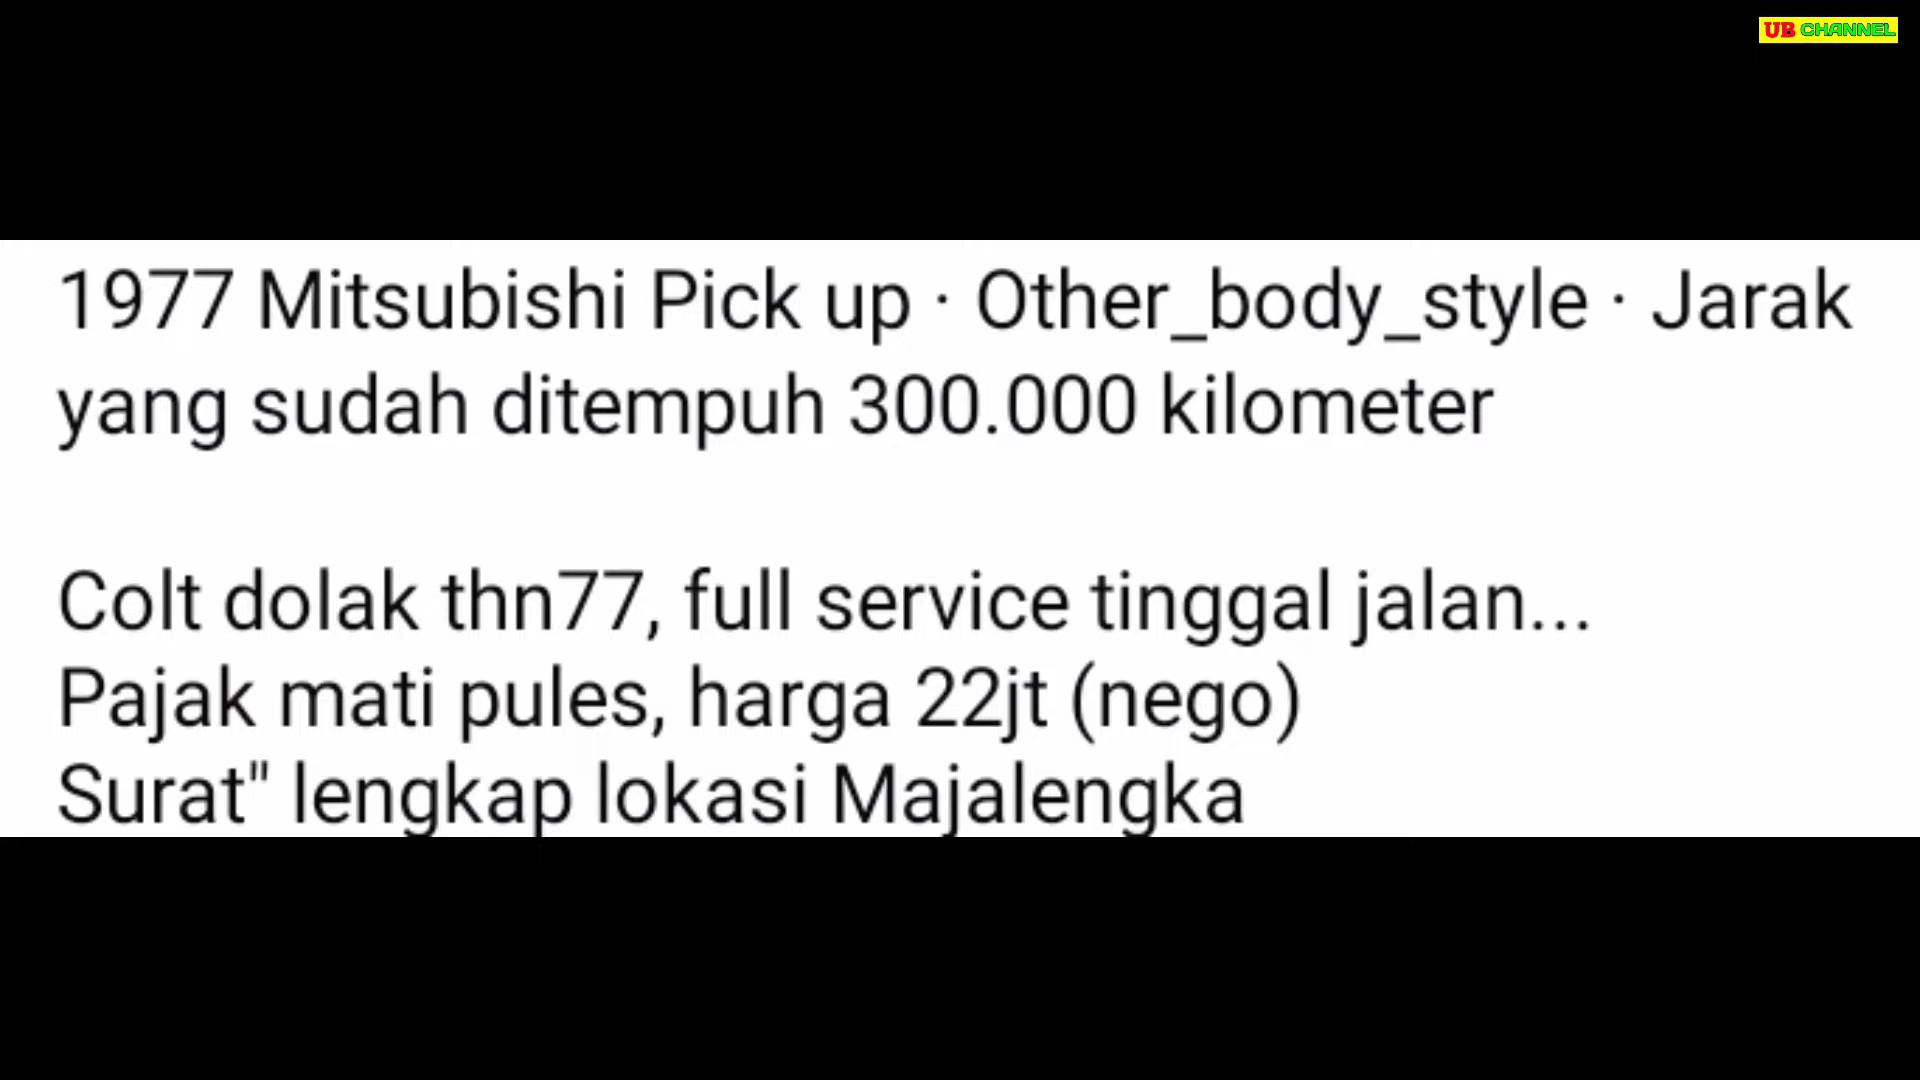 UB CHANNEL
1977 Mitsubishi Pick up · Other_body_style · Jarak
yang sudah ditempuh 300.000 kilometer
Colt dolak thn77, full service tinggal jalan...
Pajak mati pules, harga 22jt (nego)
Surat" lengkap lokasi Majalengka